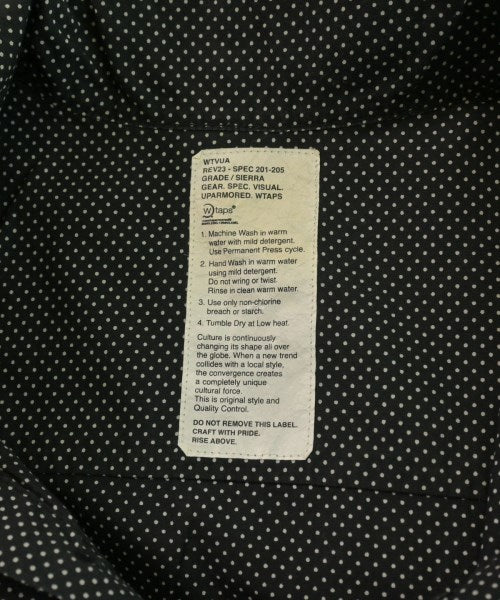 WTVUA
REV23 - SPEC 201-205
GRADE / SIERRA
GEAR. SPEC. VISUAL.
UPARMORED. WTAPS
W)taps®
1. Machine Wash in warm
water with mild detergent.
Use Permanent Press cycle.
2. Hand Wash in warm water
using mild detergent.
Do not wring or twist.
Rinse in clean warm water.
3. Use only non-chlorine
breach or starch.
4. Tumble Dry at Low heat.
Culture is continuously
changing its shape all over
the globe. When a new trend
collides with a local style,
the convergence creates
a completely unique
cultural force.
This is original style and
Quality Control.
DO NOT REMOVE THIS LABEL.
CRAFT WITH PRIDE.
RISE ABOVE.